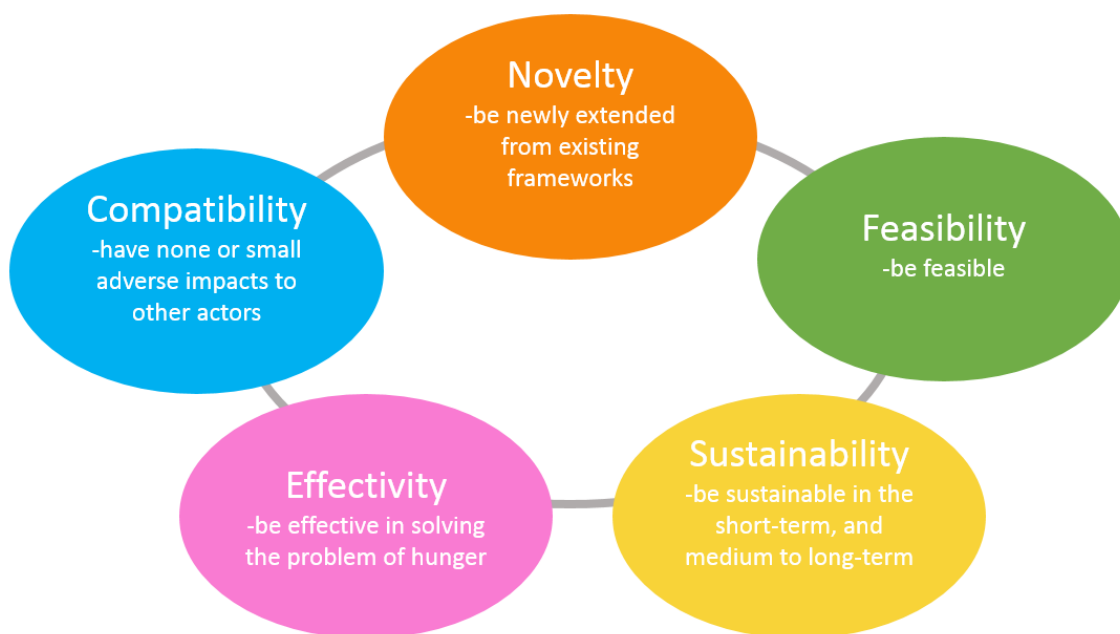 Novelty
-be newly extended
from existing
frameworks
Feasibility
-be feasible
Sustainability
-be sustainable in the
short-term, and
medium to long-term
Effectivity
-be effective in solving
the problem of hunger
Compatibility
-have none or small
adverse impacts to
other actors